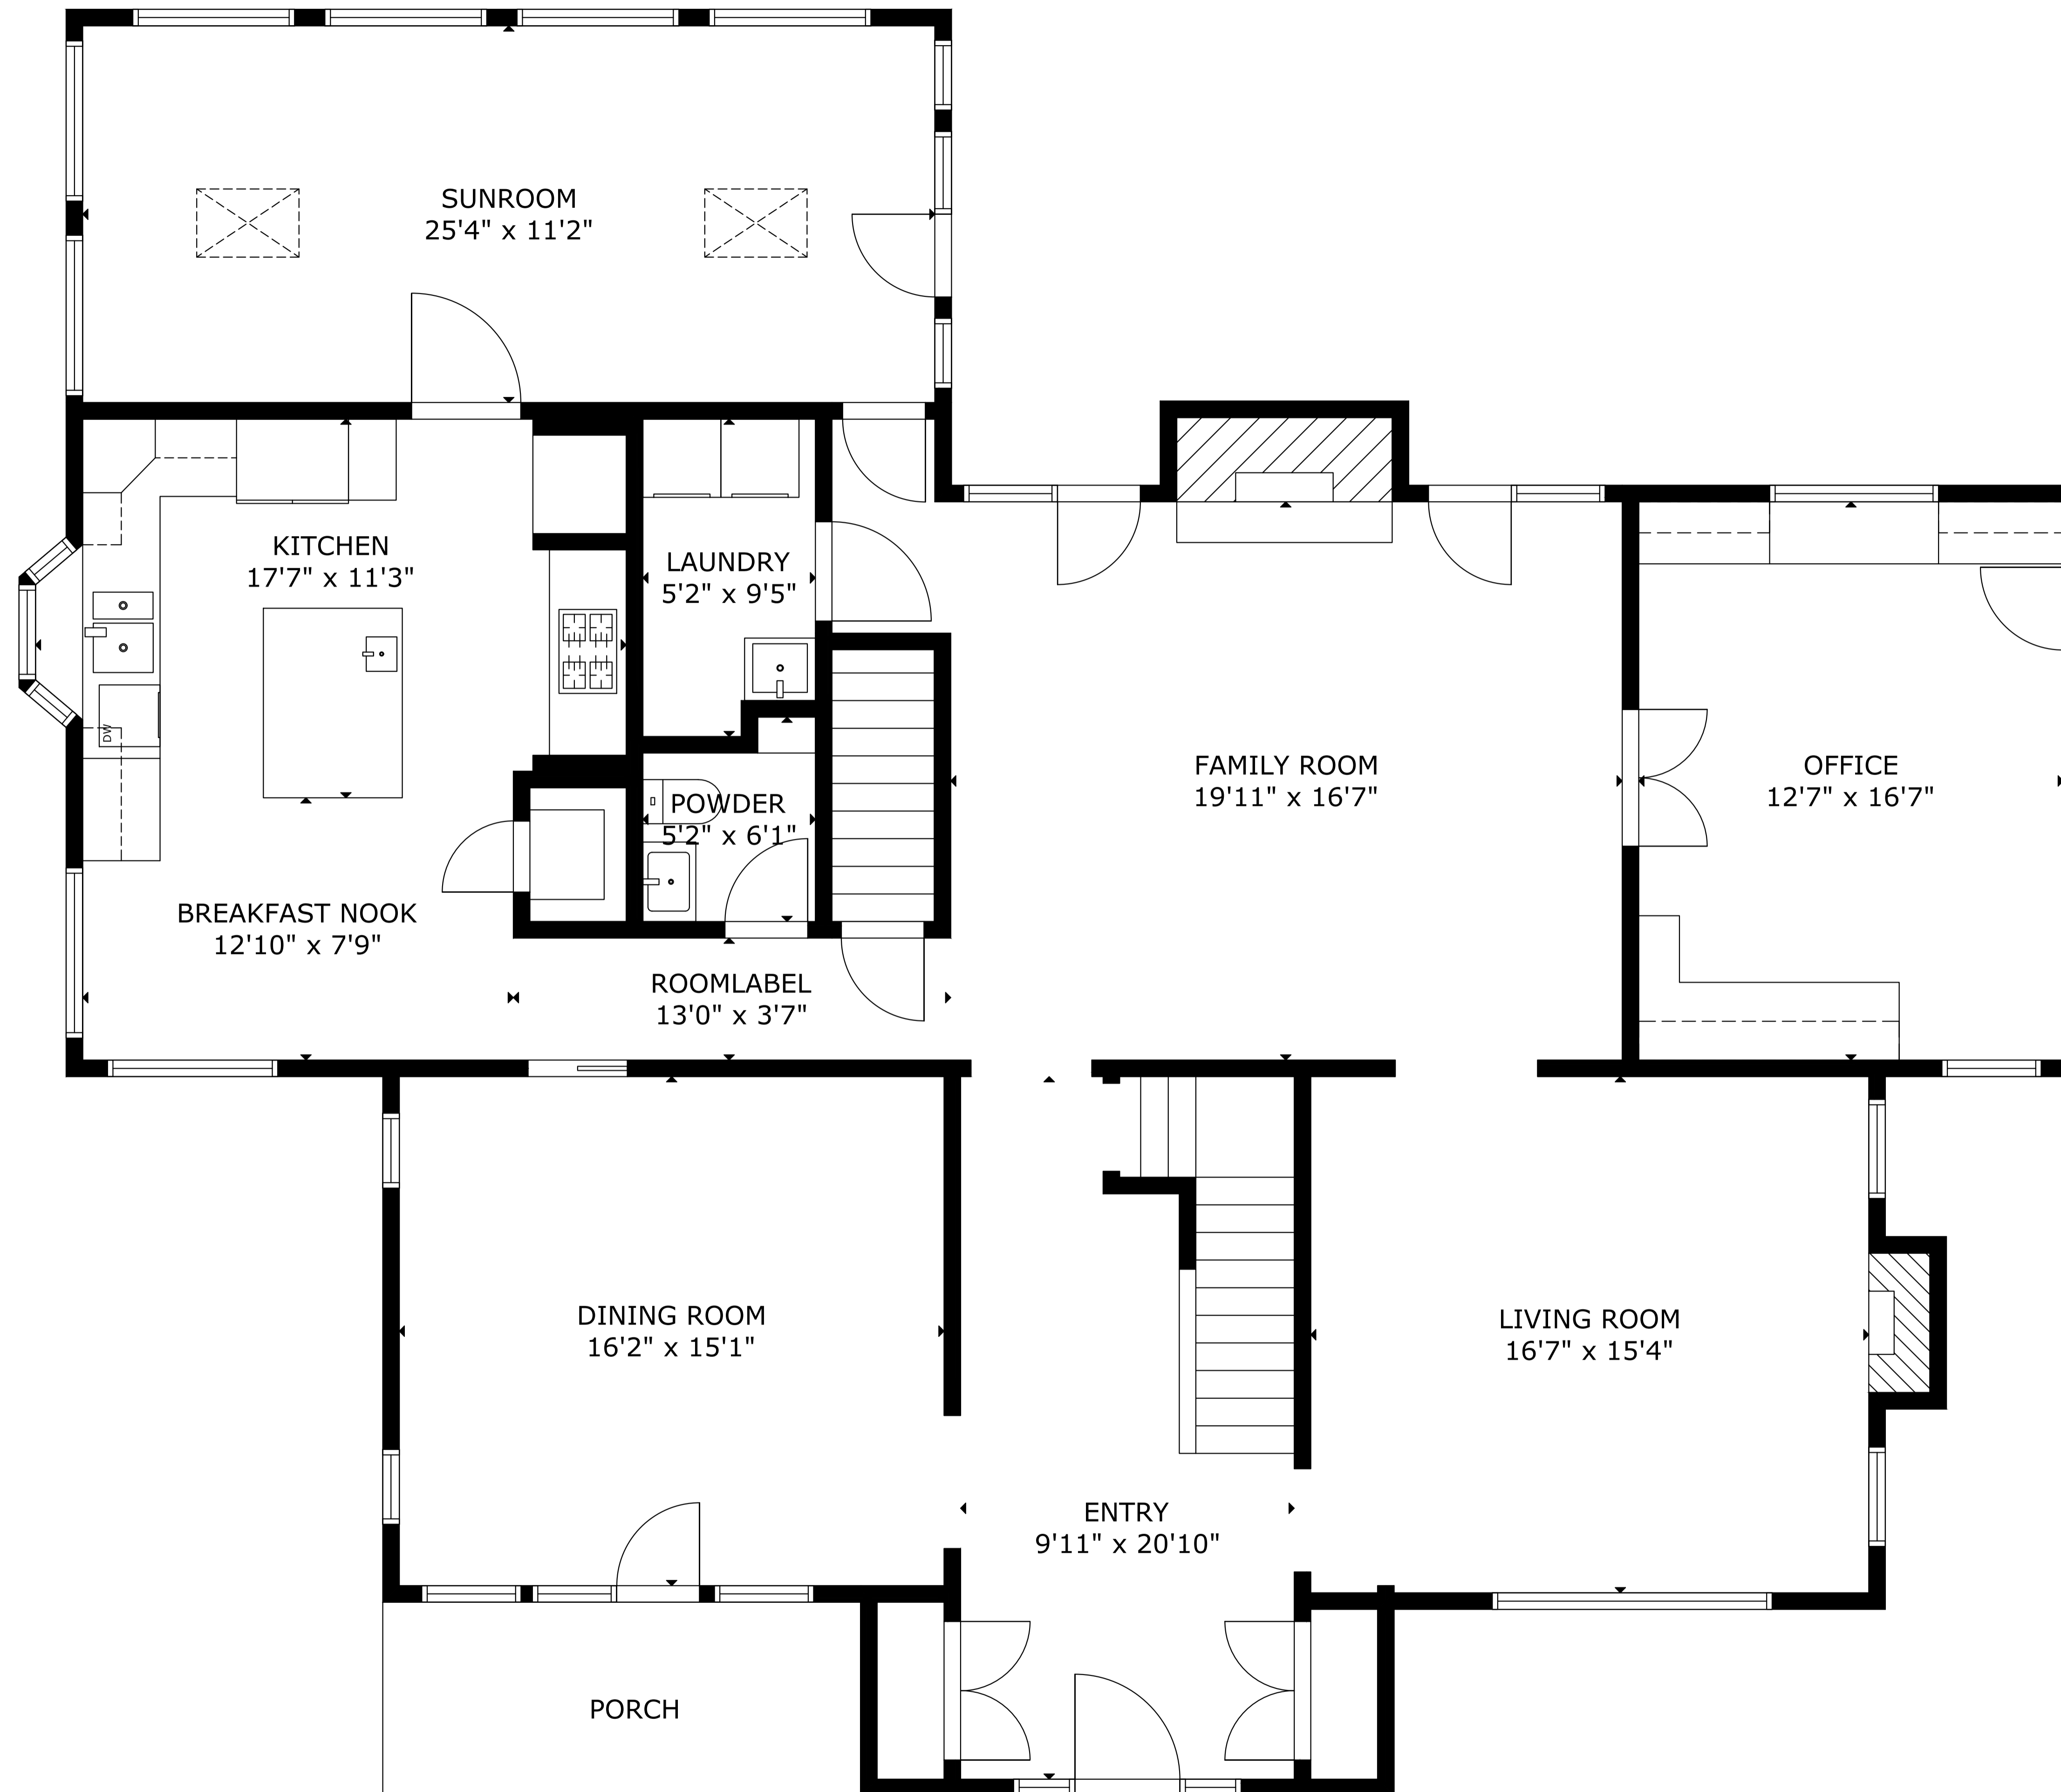 SUNROOM
25'4" x 11'2"
KITCHEN
17'7" x 11'3"
LAUNDRY
5'2" x 9'5"
DW
FAMILY ROOM
19'11" x 16'7"
OFFICE
12'7" x 16'7"
POWDER
5'2" x 6'1"
BREAKFAST NOOK
12'10" x 7'9"
ROOMLABEL
13'0" x 3'7"
DINING ROOM
16'2" x 15'1"
LIVING ROOM
16'7" x 15'4"
ENTRY
9'11" x 20'10"
PORCH